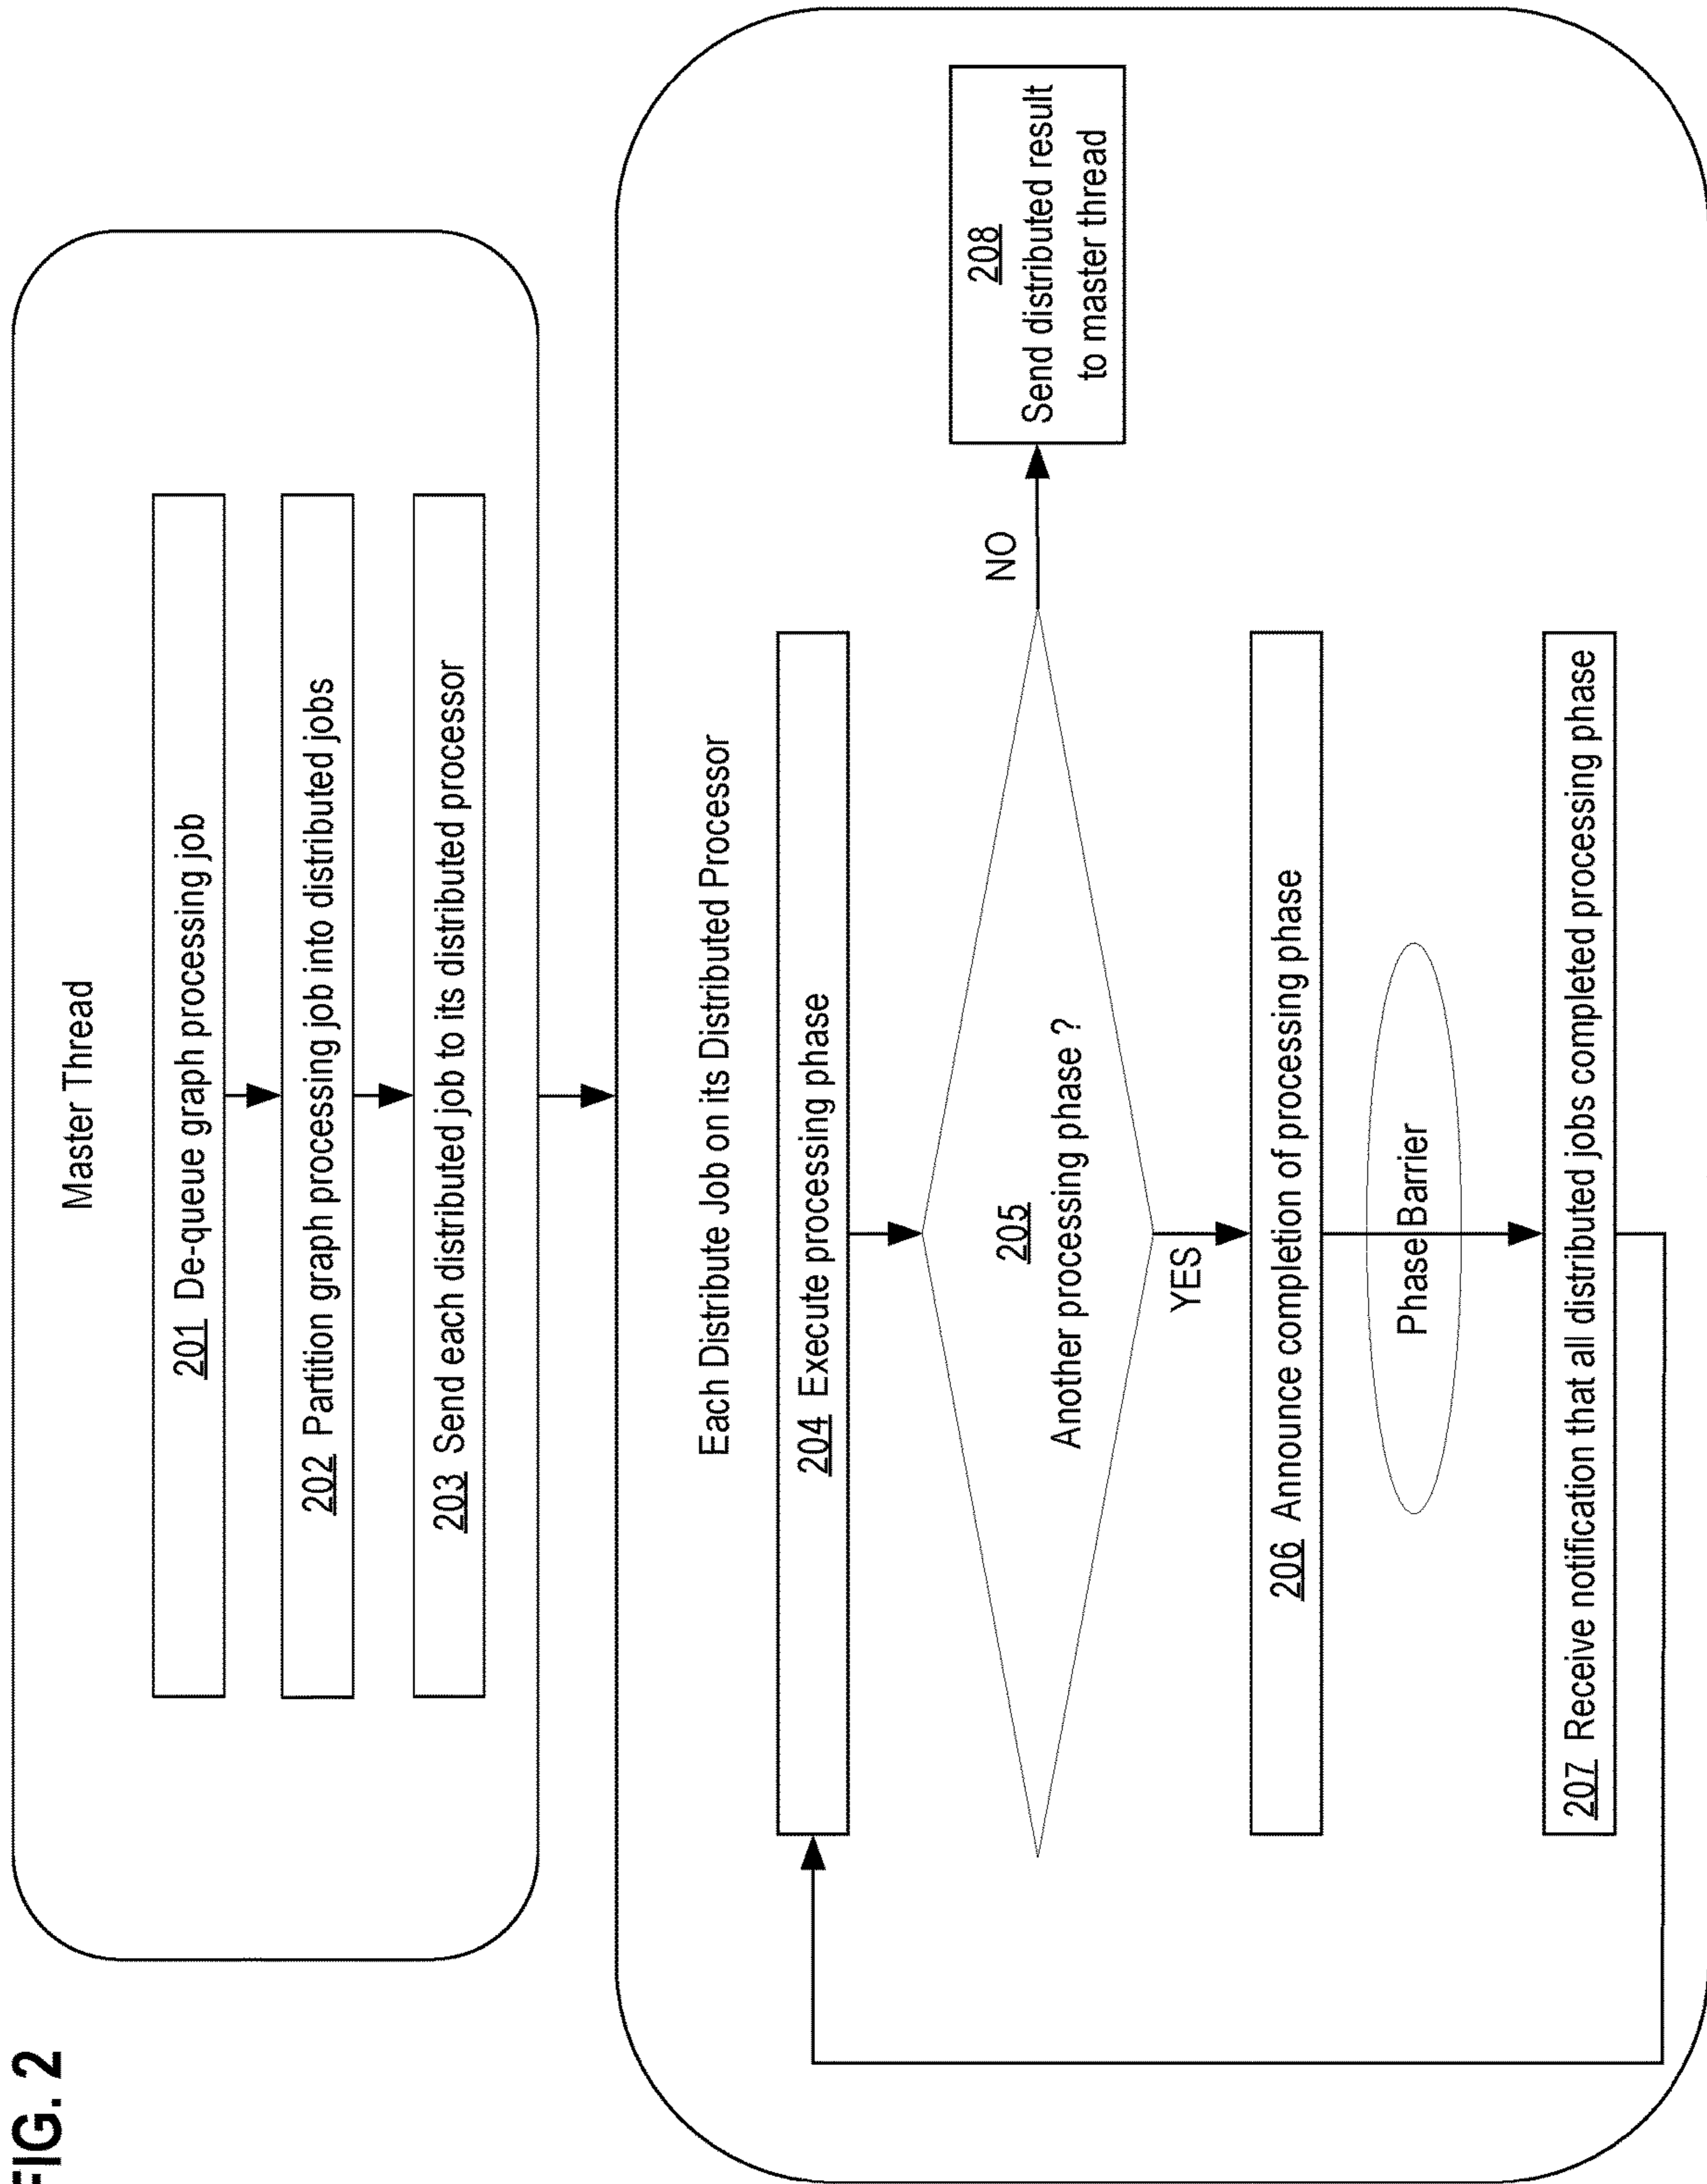 FIG. 2
Master Thread
201 De-queue graph processing job
202 Partition graph processing job into distributed jobs
203 Send each distributed job to its distributed processor
Each Distribute Job on its Distributed Processor
204 Execute processing phase
205
Another processing phase ?
NO
208
Send distributed result
to master thread
YES
206 Announce completion of processing phase
Phase Barrier
207 Receive notification that all distributed jobs completed processing phase